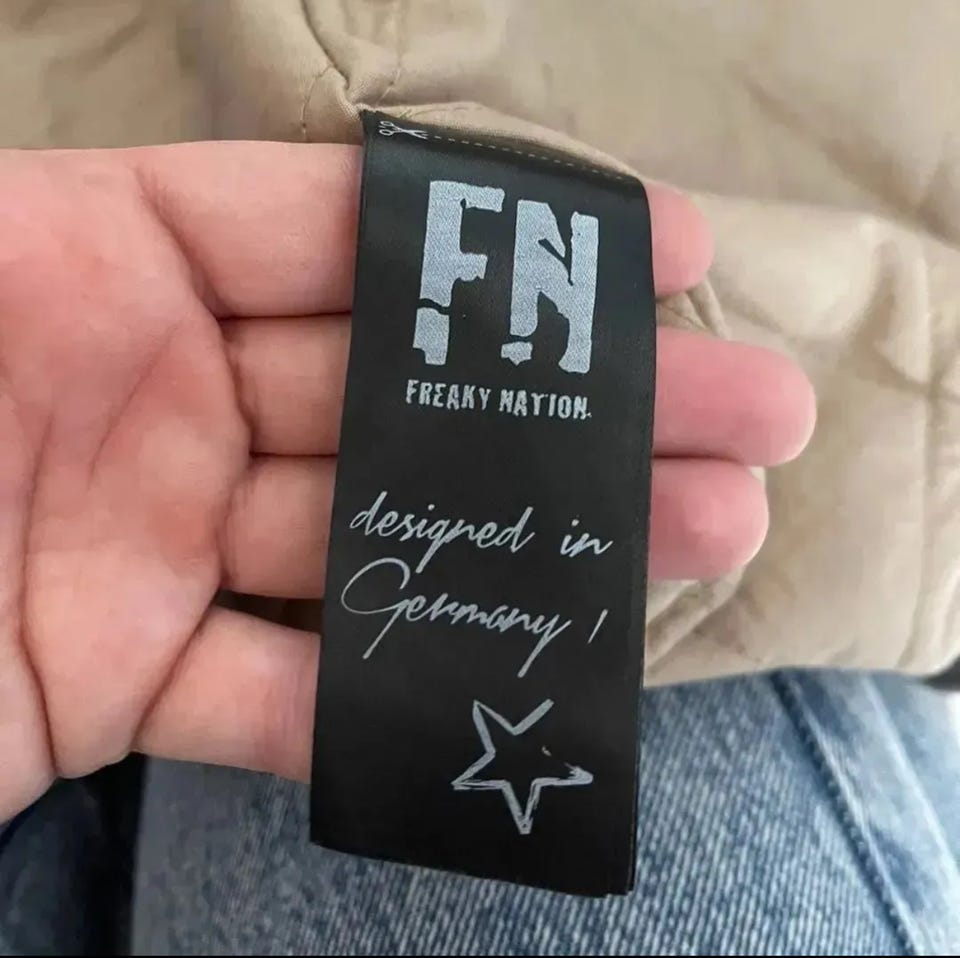 FN
FREAKY NATION.
designed in
Germany!